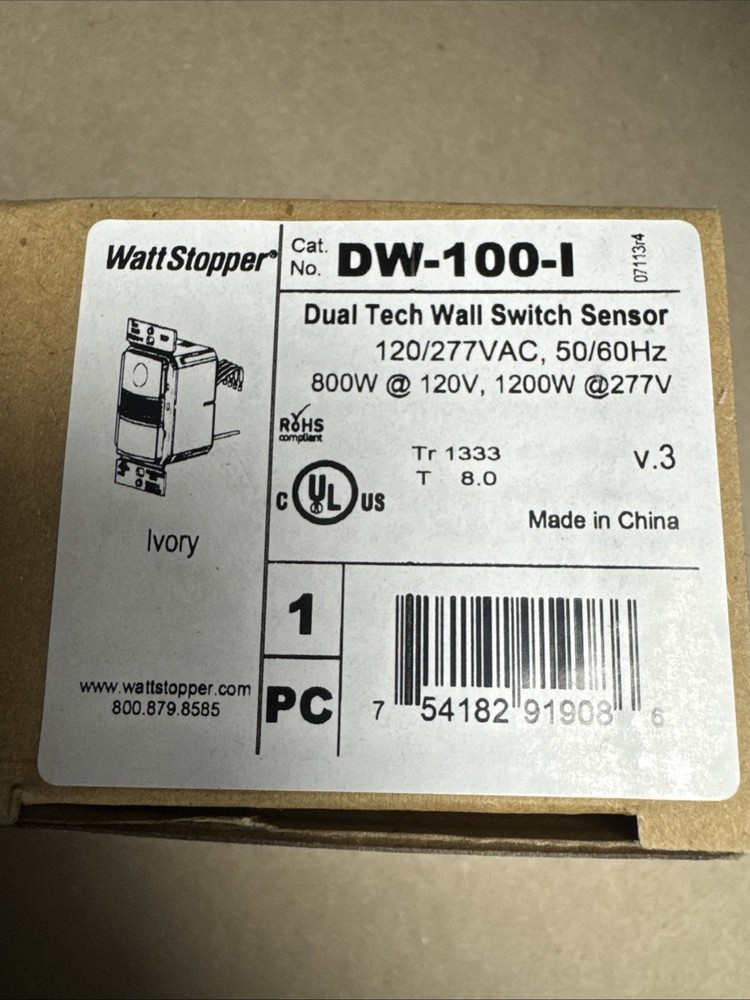 WattStopper®
Cat. No. DW-100-I
07113r4
Dual Tech Wall Switch Sensor
120/277VAC, 50/60Hz
800W @ 120V, 1200W @277V
RoHS
compliant
Tr 1333
T 8.0
v.3
C UL US
Made in China
Ivory
1
PC
www.wattstopper.com
800.879.8585
7 54182 91908 6